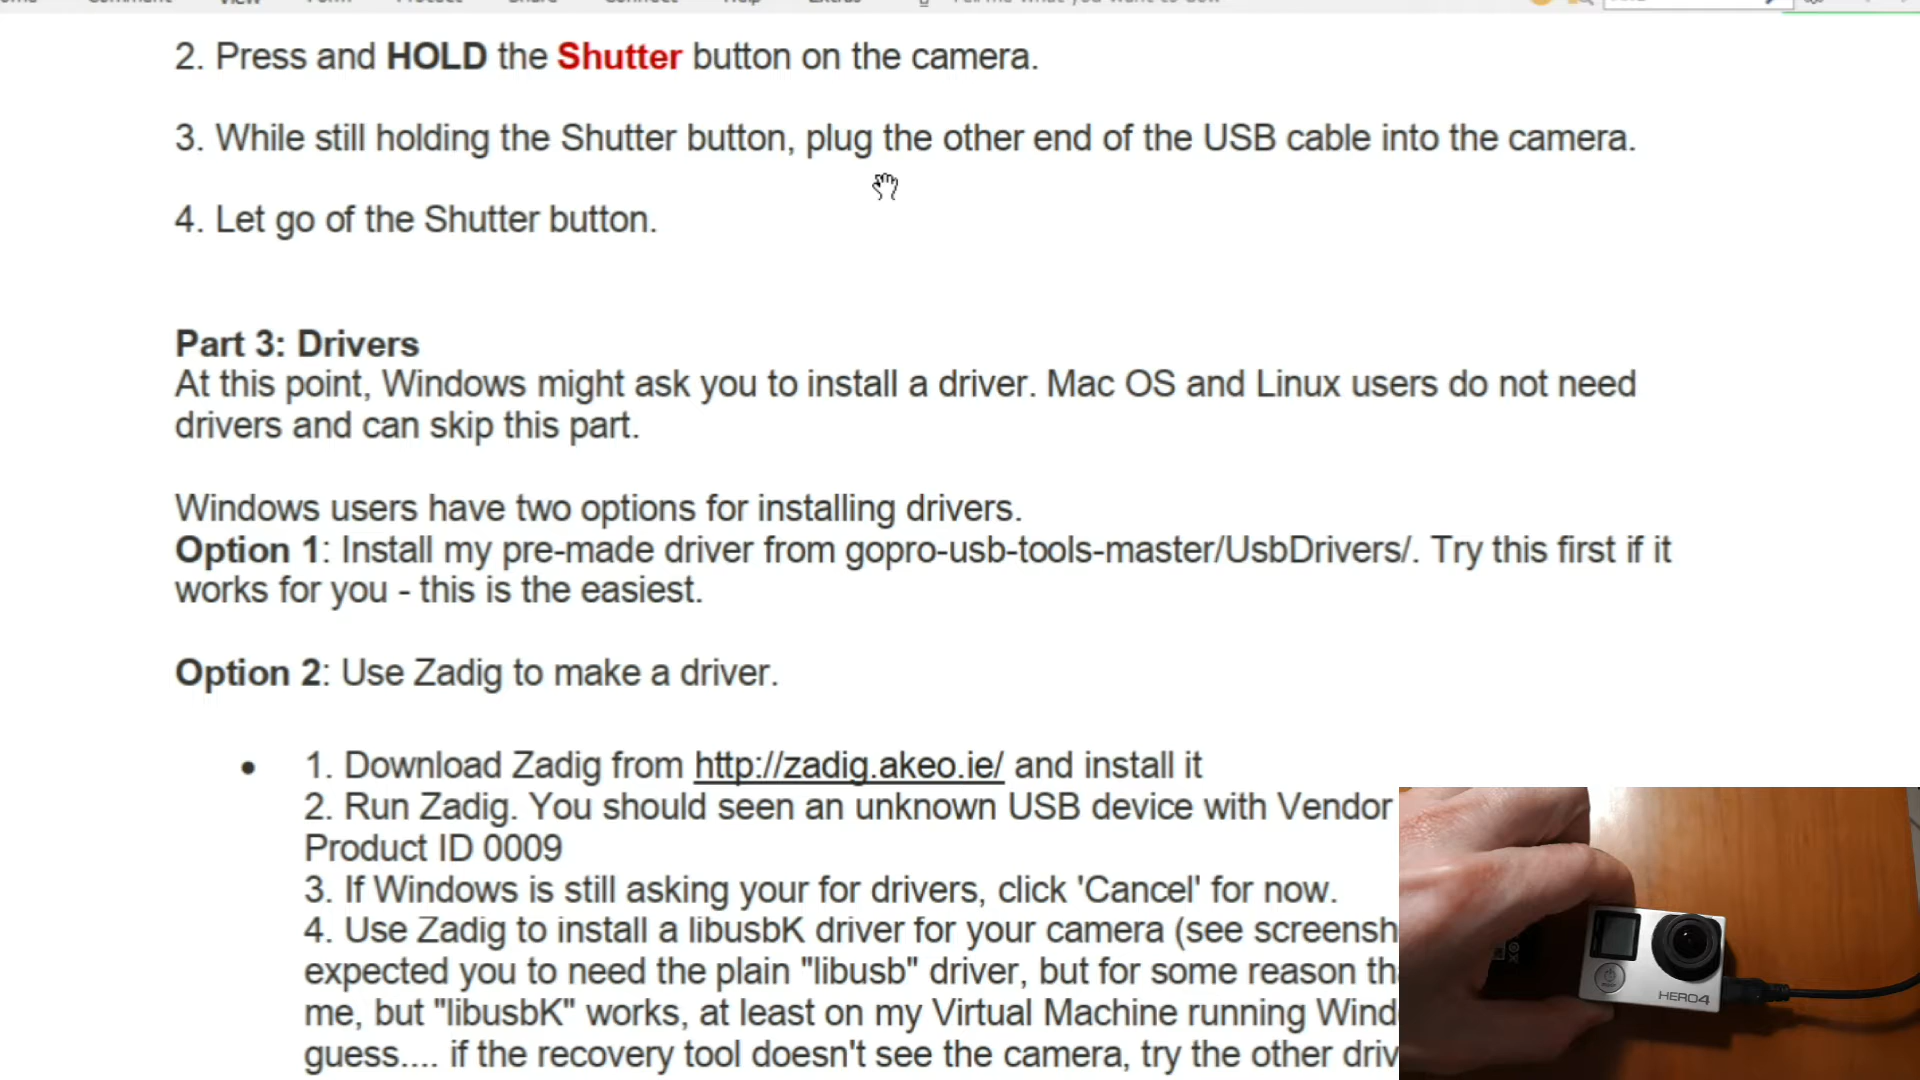 2. Press and HOLD the Shutter button on the camera.
3. While still holding the Shutter button, plug the other end of the USB cable into the camera.
4. Let go of the Shutter button.
Part 3: Drivers
At this point, Windows might ask you to install a driver. Mac OS and Linux users do not need
drivers and can skip this part.
Windows users have two options for installing drivers.
Option 1: Install my pre-made driver from gopro-usb-tools-master/UsbDrivers/. Try this first if it
works for you - this is the easiest.
Option 2: Use Zadig to make a driver.
• 1. Download Zadig from http://zadig.akeo.ie/ and install it
2. Run Zadig. You should seen an unknown USB device with Vendor
Product ID 0009
3. If Windows is still asking your for drivers, click 'Cancel' for now.
4. Use Zadig to install a libusbK driver for your camera (see screensh
expected you to need the plain "libusb" driver, but for some reason th
me, but "libusbK" works, at least on my Virtual Machine running Wind
guess.... if the recovery tool doesn't see the camera, try the other driv
HERO4